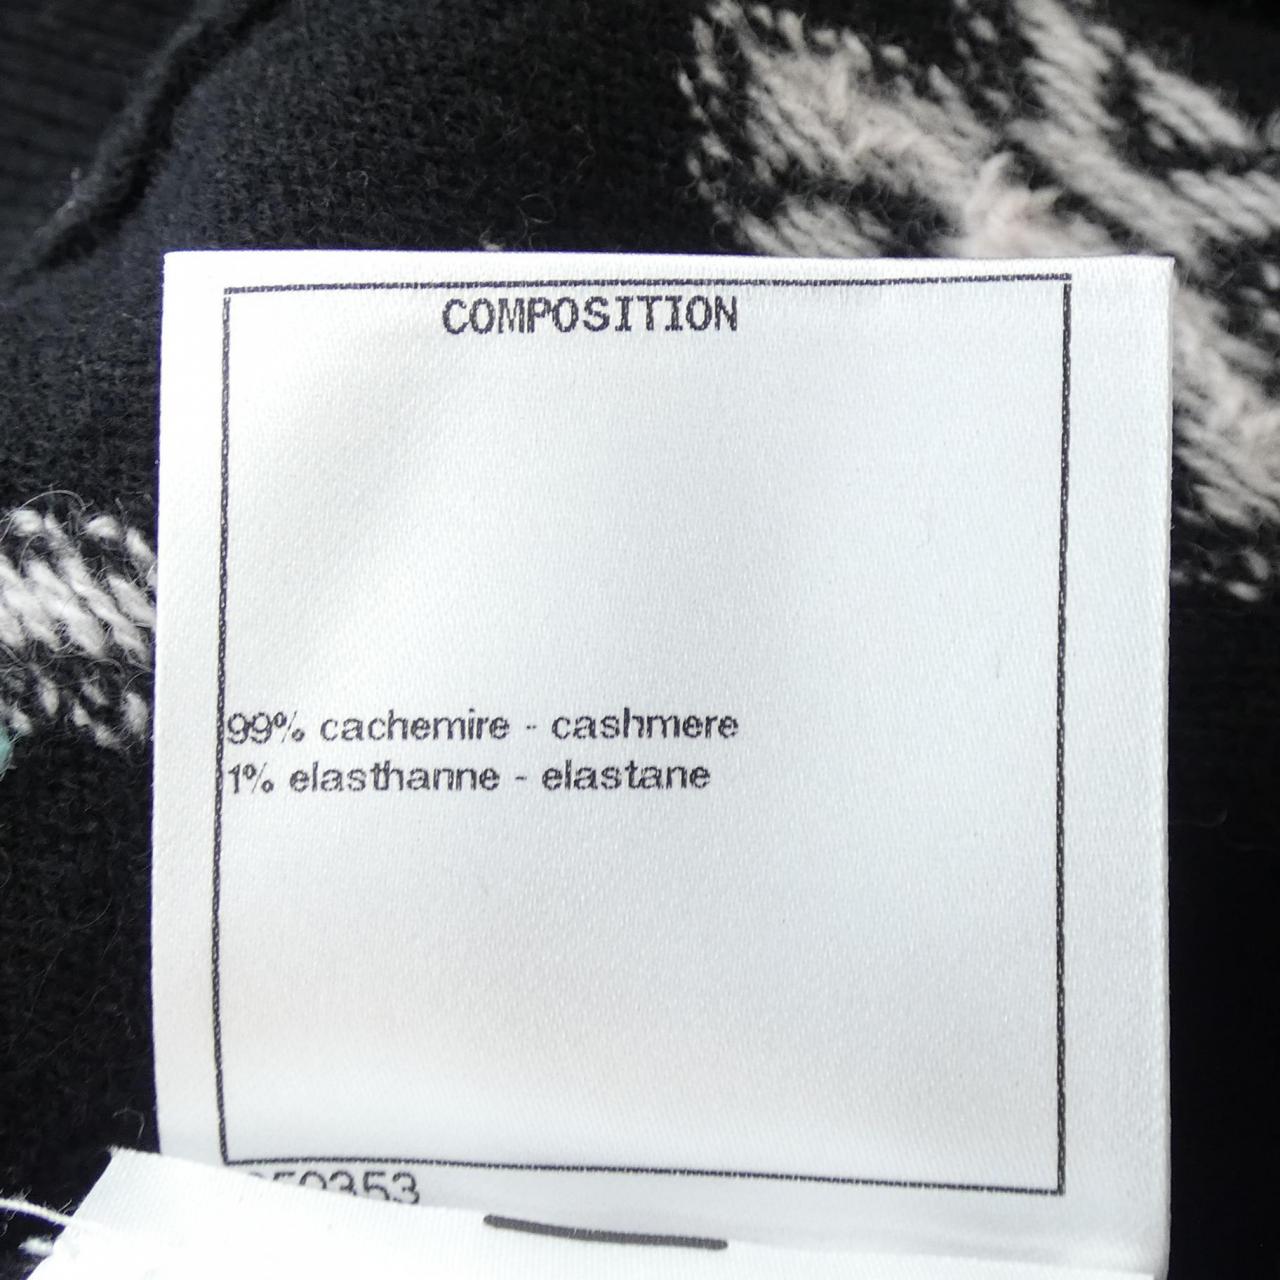 COMPOSITION
99% cachemire - cashmere
1% elasthanne - elastane